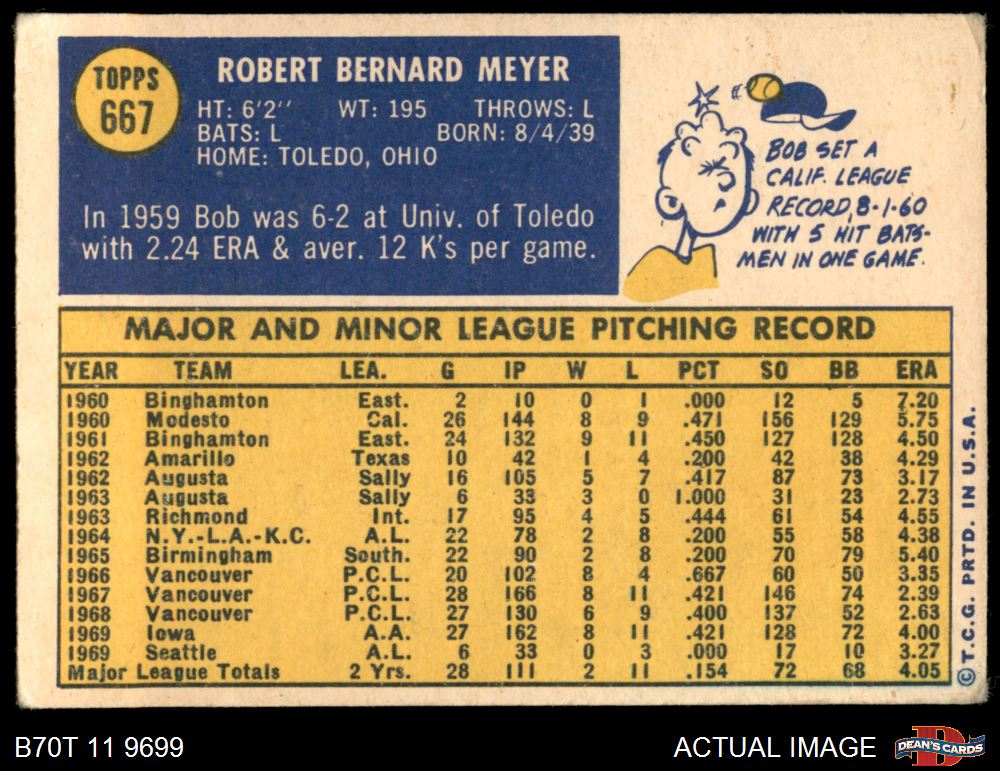 TOPPS
667
ROBERT BERNARD MEYER
HT: 6'2'' WT: 195 THROWS: L
BATS: L BORN: 8/4/39
HOME: TOLEDO, OHIO
In 1959 Bob was 6-2 at Univ. of Toledo
with 2.24 ERA & aver. 12 K's per game.
BOB SET A
CALIF. LEAGUE
RECORD, 8-1-60
WITH 5 HIT BATS-
MEN IN ONE GAME.
MAJOR AND MINOR LEAGUE PITCHING RECORD
YEAR TEAM LEA. G IP W L PCT SO BB ERA
1960 Binghamton East. 2 10 0 1 .000 12 5 7.20
1960 Modesto Cal. 26 144 8 9 .471 156 129 5.75
1961 Binghamton East. 24 132 9 11 .450 127 128 4.50
1962 Amarillo Texas 10 42 1 4 .200 42 38 4.29
1962 Augusta Sally 16 105 5 7 .417 87 73 3.17
1963 Augusta Sally 6 33 3 0 1.000 31 23 2.73
1963 Richmond Int. 17 95 4 5 .444 61 54 4.55
1964 N.Y.-L.A.-K.C. A.L. 22 78 2 8 .200 55 58 4.38
1965 Birmingham South. 22 90 2 8 .200 70 79 5.40
1966 Vancouver P.C.L. 20 102 8 4 .667 60 50 3.35
1967 Vancouver P.C.L. 28 166 8 11 .421 146 74 2.39
1968 Vancouver P.C.L. 27 130 6 9 .400 137 52 2.63
1969 Iowa A.A. 27 162 8 11 .421 128 72 4.00
1969 Seattle A.L. 6 33 0 3 .000 17 10 3.27
Major League Totals 2 Yrs. 28 111 2 11 .154 72 68 4.05
© T.C.G. PRTD. IN U.S.A.
B70T 11 9699
ACTUAL IMAGE
DEAN'S CARDS